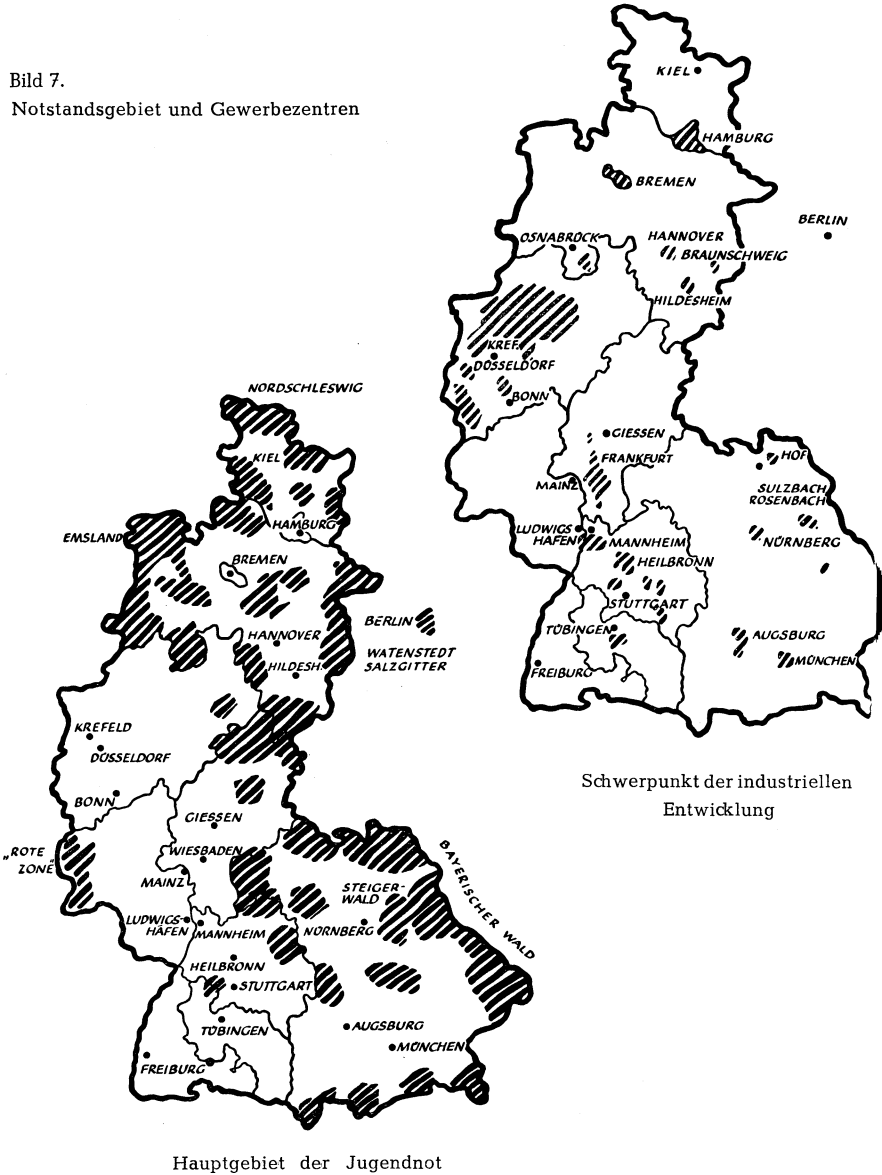 Bild 7.
Notstandsgebiet und Gewerbezentren
KIEL
HAMBURG
BREMEN
BERLIN
OSNABRÜCK
HANNOVER
BRAUNSCHWEIG
HILDESHEIM
KREF.
DÜSSELDORF
BONN
GIESSEN
FRANKFURT
MAINZ
HOF
SULZBACH
ROSENBACH
LUDWIGS
HAFEN
MANNHEIM
HEILBRONN
NÜRNBERG
STUTTGART
TÜBINGEN
AUGSBURG
MÜNCHEN
FREIBURG
Schwerpunkt der industriellen
Entwicklung
NORDSCHLESWIG
KIEL
HAMBURG
EMSLAND
BREMEN
BERLIN
HANNOVER
WATENSTEDT
SALZGITTER
HILDESH.
KREFELD
DÜSSELDORF
BONN
GIESSEN
„ROTE
ZONE"
WIESBADEN
MAINZ
STEIGER-
WALD
BAYERISCHER WALD
LUDWIGS-
HÄFEN
MANNHEIM
NÜRNBERG
HEILBRONN
STUTTGART
TÜBINGEN
AUGSBURG
MÜNCHEN
FREIBURG
Hauptgebiet der Jugendnot